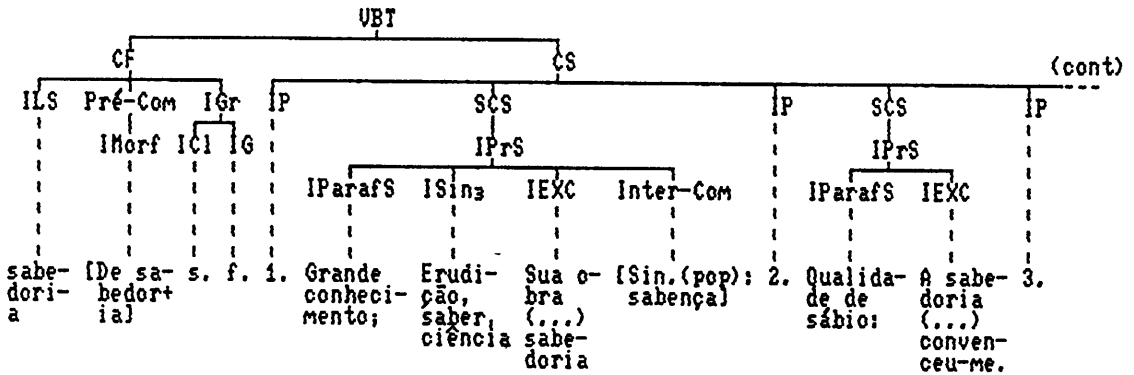 VBT
CF CS (cont)
ILS Pré-Com IGr IP SCS IP SCS IP
IMorf ICl IG IPrS IPrS
IParafS ISin3 IEXC Inter-Com IParafS IEXC
sabe- [De sa- s. f. 1. Grande Erudi- Sua o- [Sin.(pop): 2. Qualida- A sabe- 3.
dori- bedor+ conheci- ção, bra sabença] de de doria
a ia] mento; saber, (...) sábio: (...)
ciência sabe- conven-
doria ceu-me.